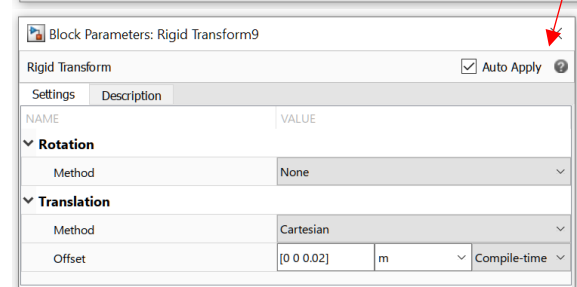 Block Parameters: Rigid Transform9
Rigid Transform Auto Apply ?
Settings Description
NAME VALUE
Rotation
Method None
Translation
Method Cartesian
Offset [0 0 0.02] m Compile-time